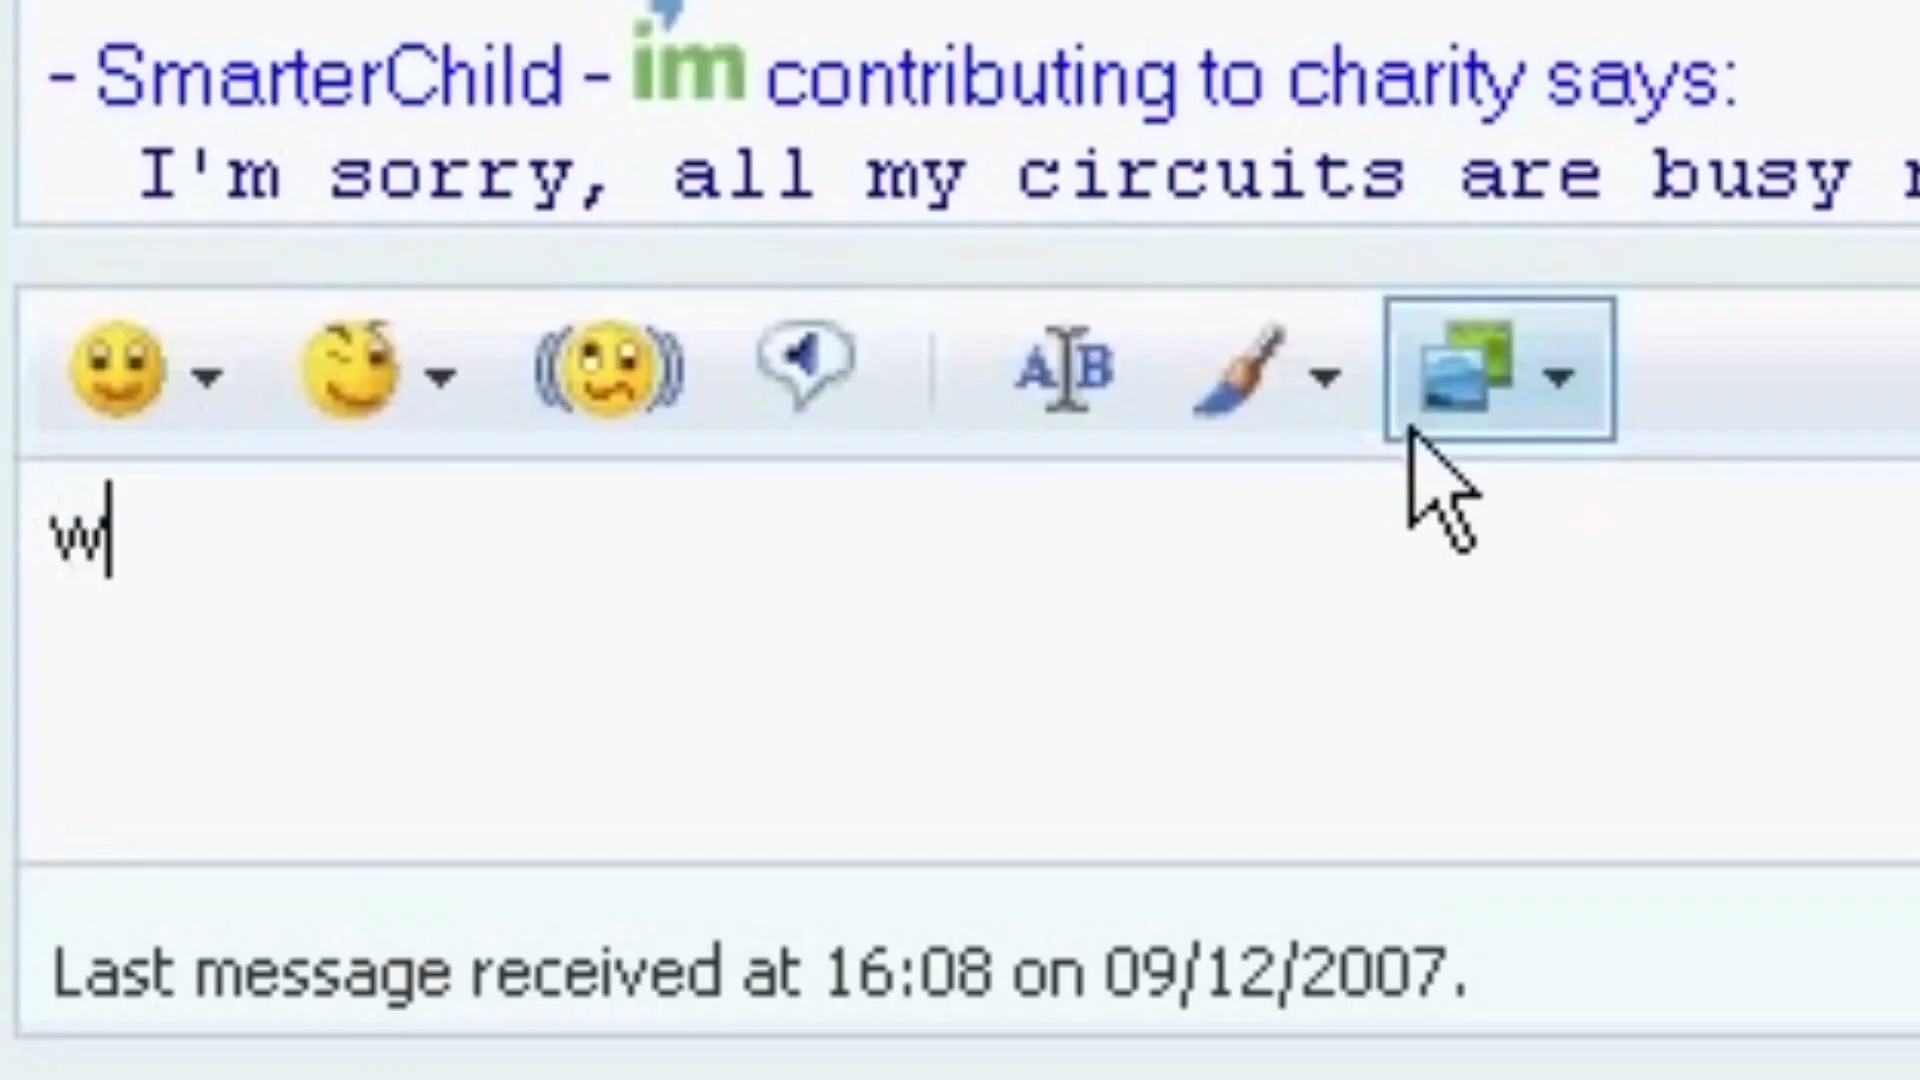 - SmarterChild - im contributing to charity says:
I'm sorry, all my circuits are busy
A B
w
Last message received at 16:08 on 09/12/2007.